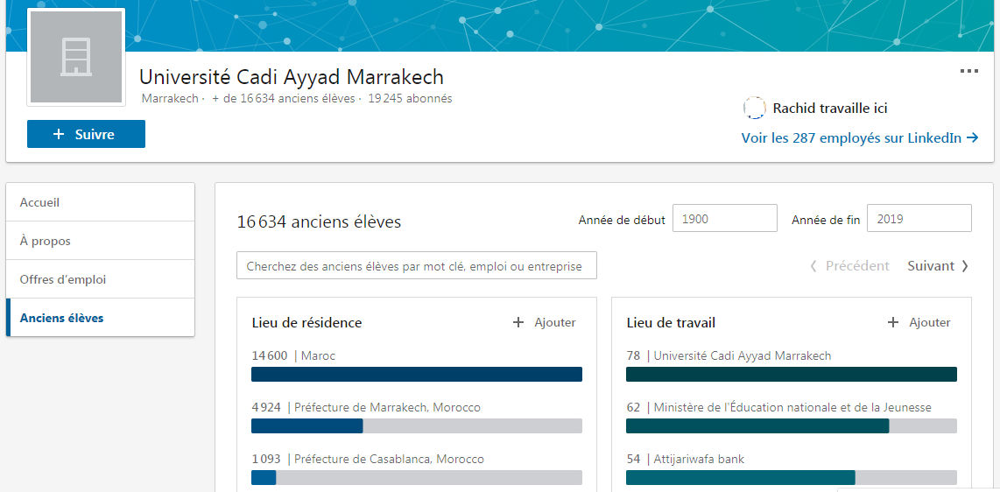 Université Cadi Ayyad Marrakech
Marrakech · + de 16 634 anciens élèves · 19 245 abonnés
+ Suivre
Rachid travaille ici
Voir les 287 employés sur LinkedIn →
Accueil
À propos
Offres d'emploi
Anciens élèves
16 634 anciens élèves
Année de début 1900 Année de fin 2019
Cherchez des anciens élèves par mot clé, emploi ou entreprise
Précédent Suivant
Lieu de résidence + Ajouter
14 600 | Maroc
4 924 | Préfecture de Marrakech, Morocco
1 093 | Préfecture de Casablanca, Morocco
Lieu de travail + Ajouter
78 | Université Cadi Ayyad Marrakech
62 | Ministère de l'Éducation nationale et de la Jeunesse
54 | Attijariwafa bank